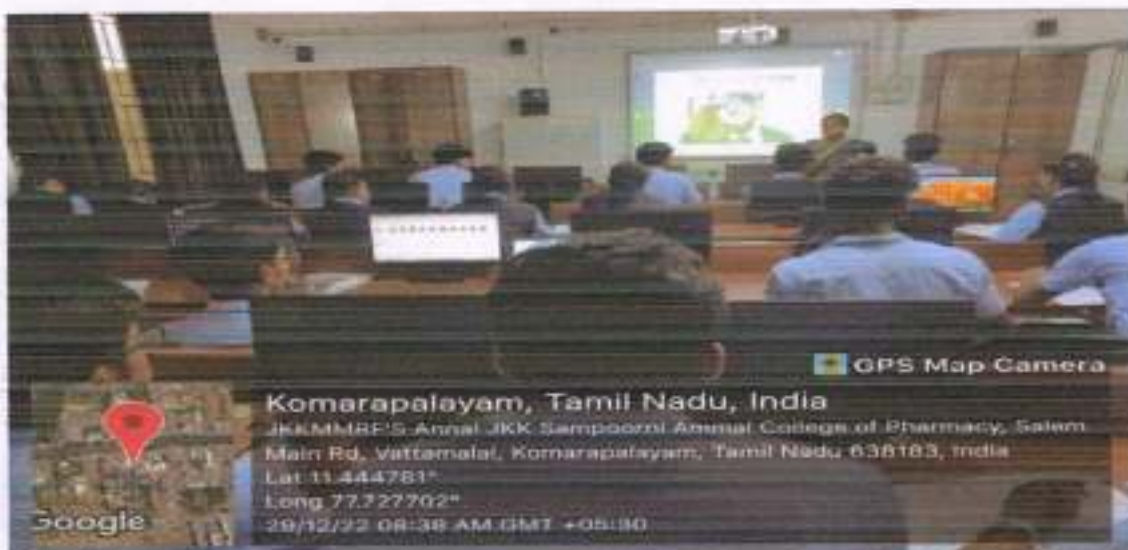 GPS Map Camera
Komarapalayam, Tamil Nadu, India
JKKMMRF'S Annai JKK Sampoorni Ammal College of Pharmacy, Salem
Main Rd, Vattamalai, Komarapalayam, Tamil Nadu 638183, India
Lat 11.444781°
Long 77.727702°
29/12/22 08:38 AM GMT +05:30
Google